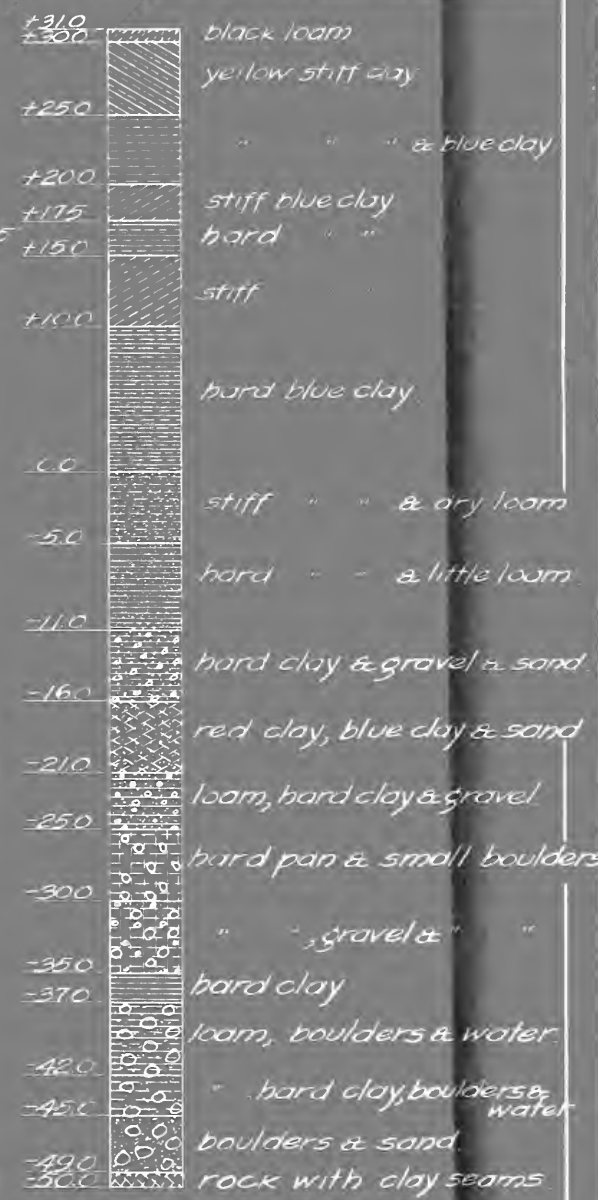 +31.0
+30.0 black loam
yellow stiff clay
+25.0
" " " & blue clay
+20.0
stiff blue clay
+17.5
hard " "
+15.0
stiff
+10.0
hard blue clay
0.0
stiff " " & dry loam
-5.0
hard " " & little loam
-11.0
hard clay & gravel & sand
-16.0
red clay, blue clay & sand
-21.0
loam, hard clay & gravel
-25.0
hard pan & small boulders
-30.0
" ", gravel & " "
-35.0
hard clay
-37.0
loam, boulders & water
-42.0
" hard clay, boulders &
water
-45.0
boulders & sand
-49.0
-50.0 rock with clay seams